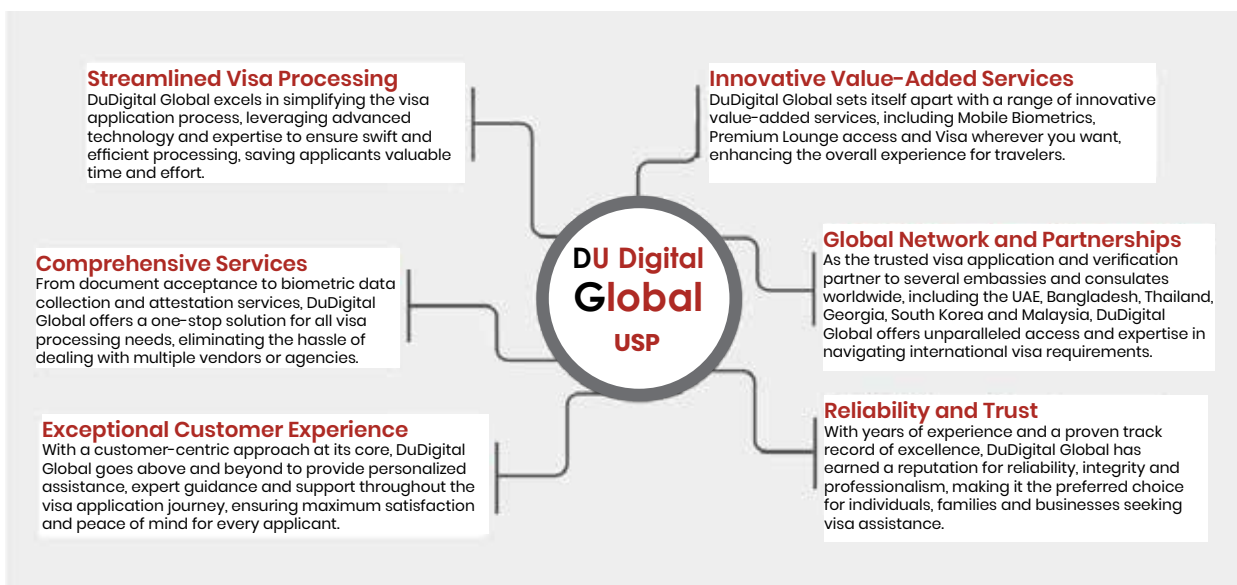 Streamlined Visa Processing
DuDigital Global excels in simplifying the visa
application process, leveraging advanced
technology and expertise to ensure swift and
efficient processing, saving applicants valuable
time and effort.
Innovative Value-Added Services
DuDigital Global sets itself apart with a range of innovative
value-added services, including Mobile Biometrics,
Premium Lounge access and Visa wherever you want,
enhancing the overall experience for travelers.
Comprehensive Services
From document acceptance to biometric data
collection and attestation services, DuDigital
Global offers a one-stop solution for all visa
processing needs, eliminating the hassle of
dealing with multiple vendors or agencies.
DU Digital
Global
USP
Global Network and Partnerships
As the trusted visa application and verification
partner to several embassies and consulates
worldwide, including the UAE, Bangladesh, Thailand,
Georgia, South Korea and Malaysia, DuDigital
Global offers unparalleled access and expertise in
navigating international visa requirements.
Exceptional Customer Experience
With a customer-centric approach at its core, DuDigital
Global goes above and beyond to provide personalized
assistance, expert guidance and support throughout the
visa application journey, ensuring maximum satisfaction
and peace of mind for every applicant.
Reliability and Trust
With years of experience and a proven track
record of excellence, DuDigital Global has
earned a reputation for reliability, integrity and
professionalism, making it the preferred choice
for individuals, families and businesses seeking
visa assistance.